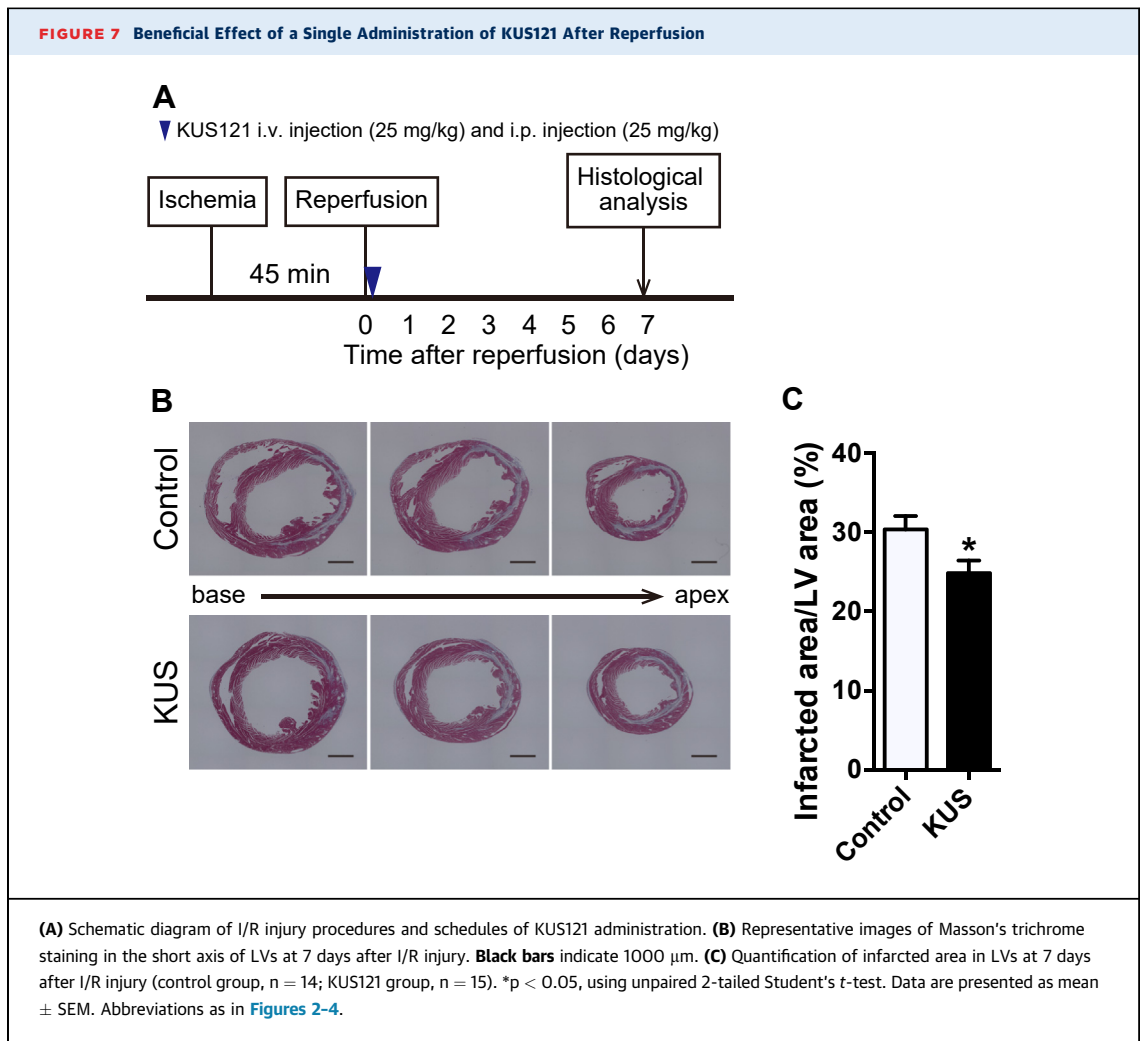 FIGURE 7 Beneficial Effect of a Single Administration of KUS121 After Reperfusion
A
KUS121 i.v. injection (25 mg/kg) and i.p. injection (25 mg/kg)
Ischemia
Reperfusion
Histological
analysis
45 min
0 1 2 3 4 5 6 7
Time after reperfusion (days)
B
Control
base
apex
KUS
C
Infarcted area/LV area (%)
40
30
20
10
0
*
Control
KUS
(A) Schematic diagram of I/R injury procedures and schedules of KUS121 administration. (B) Representative images of Masson's trichrome
staining in the short axis of LVs at 7 days after I/R injury. Black bars indicate 1000 μm. (C) Quantification of infarcted area in LVs at 7 days
after I/R injury (control group, n = 14; KUS121 group, n = 15). *p < 0.05, using unpaired 2-tailed Student's t-test. Data are presented as mean
± SEM. Abbreviations as in Figures 2-4.